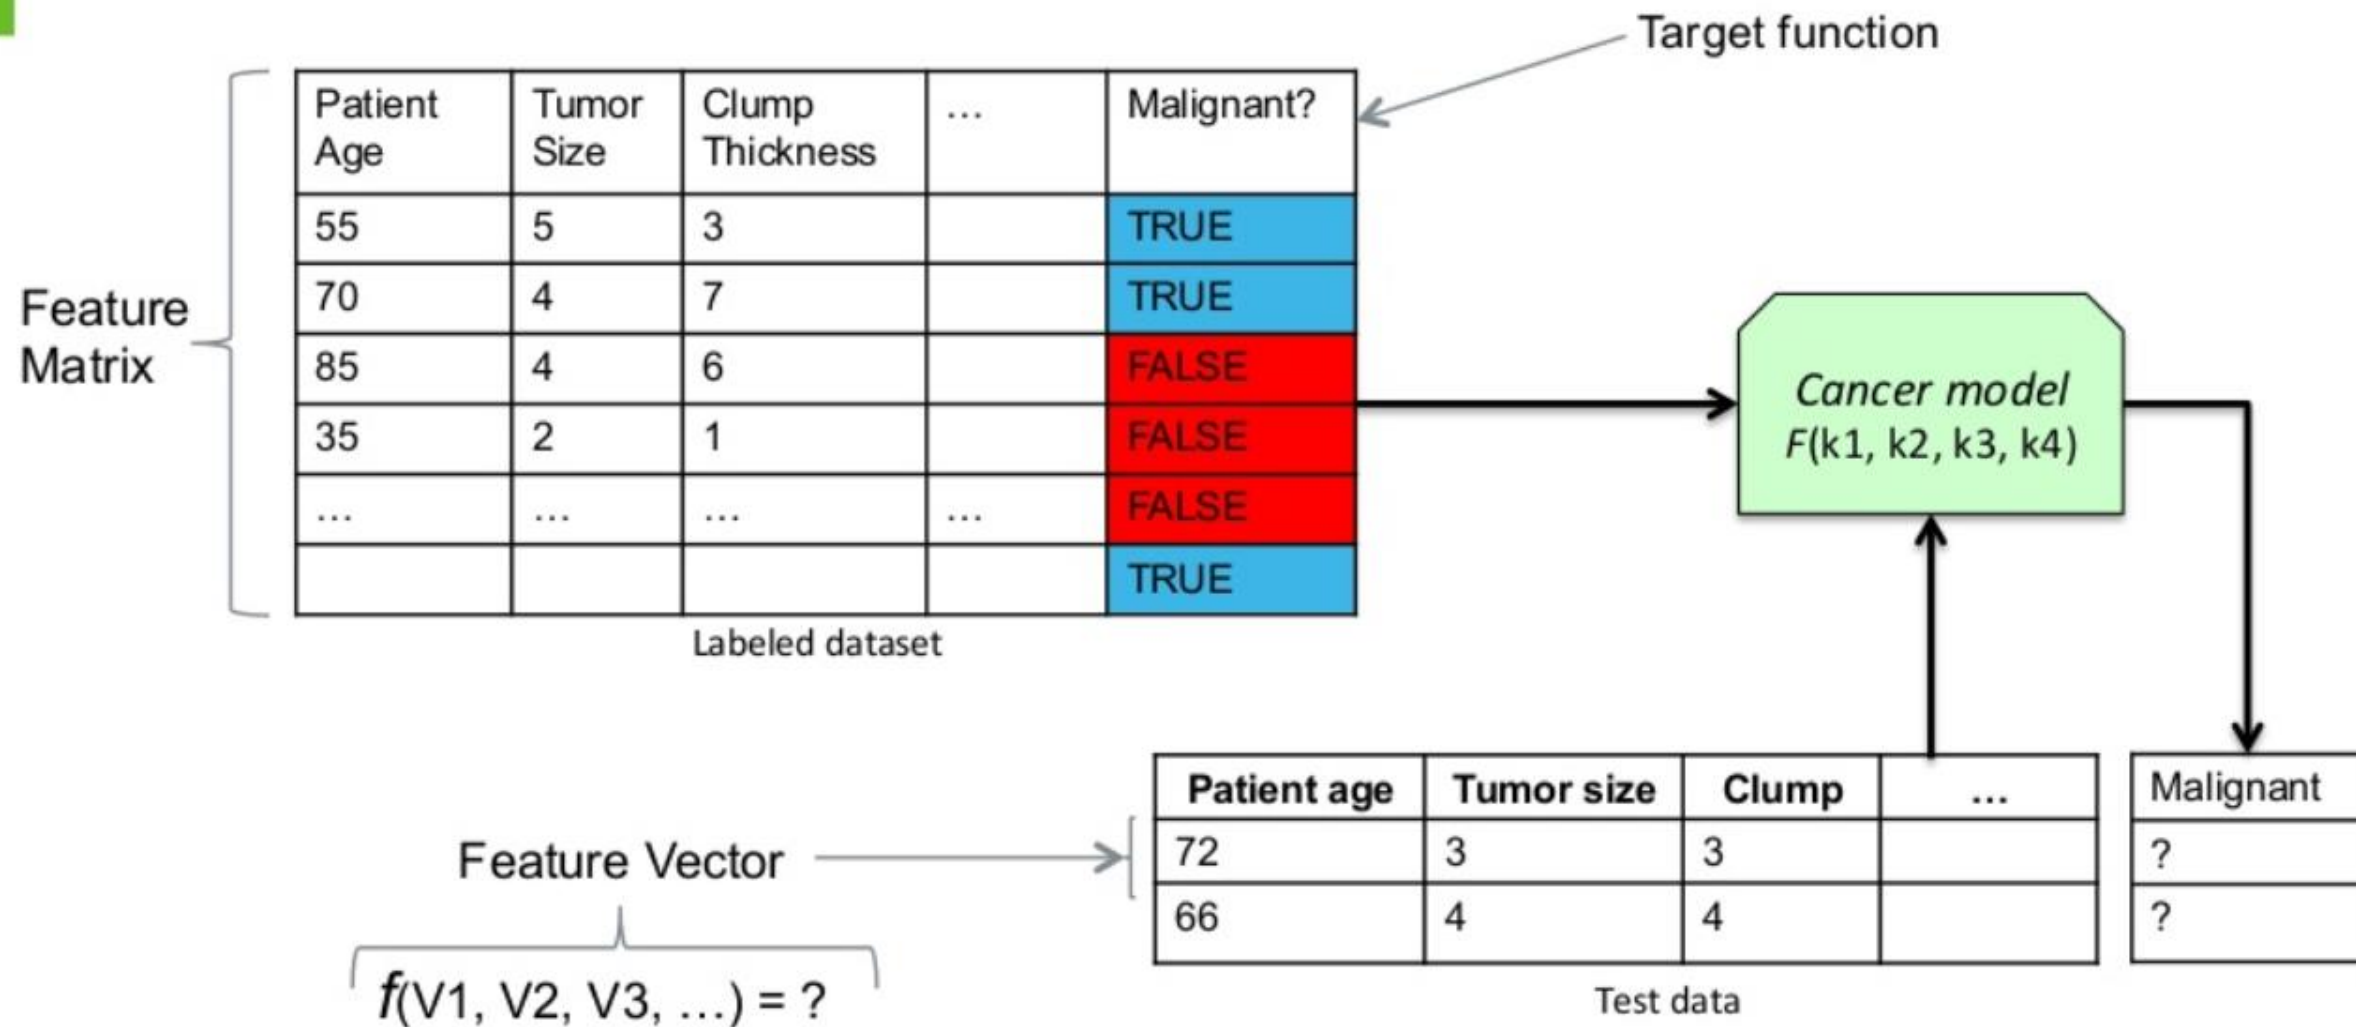 Target function
Patient Age Tumor Size Clump Thickness ... Malignant?
55 5 3 TRUE
70 4 7 TRUE
85 4 6 FALSE
35 2 1 FALSE
... ... ... ... FALSE
TRUE
Feature
Matrix
Labeled dataset
Cancer model
F(k1, k2, k3, k4)
Patient age Tumor size Clump ... Malignant
72 3 3 ?
66 4 4 ?
Test data
Feature Vector
f(V1, V2, V3, ...) = ?